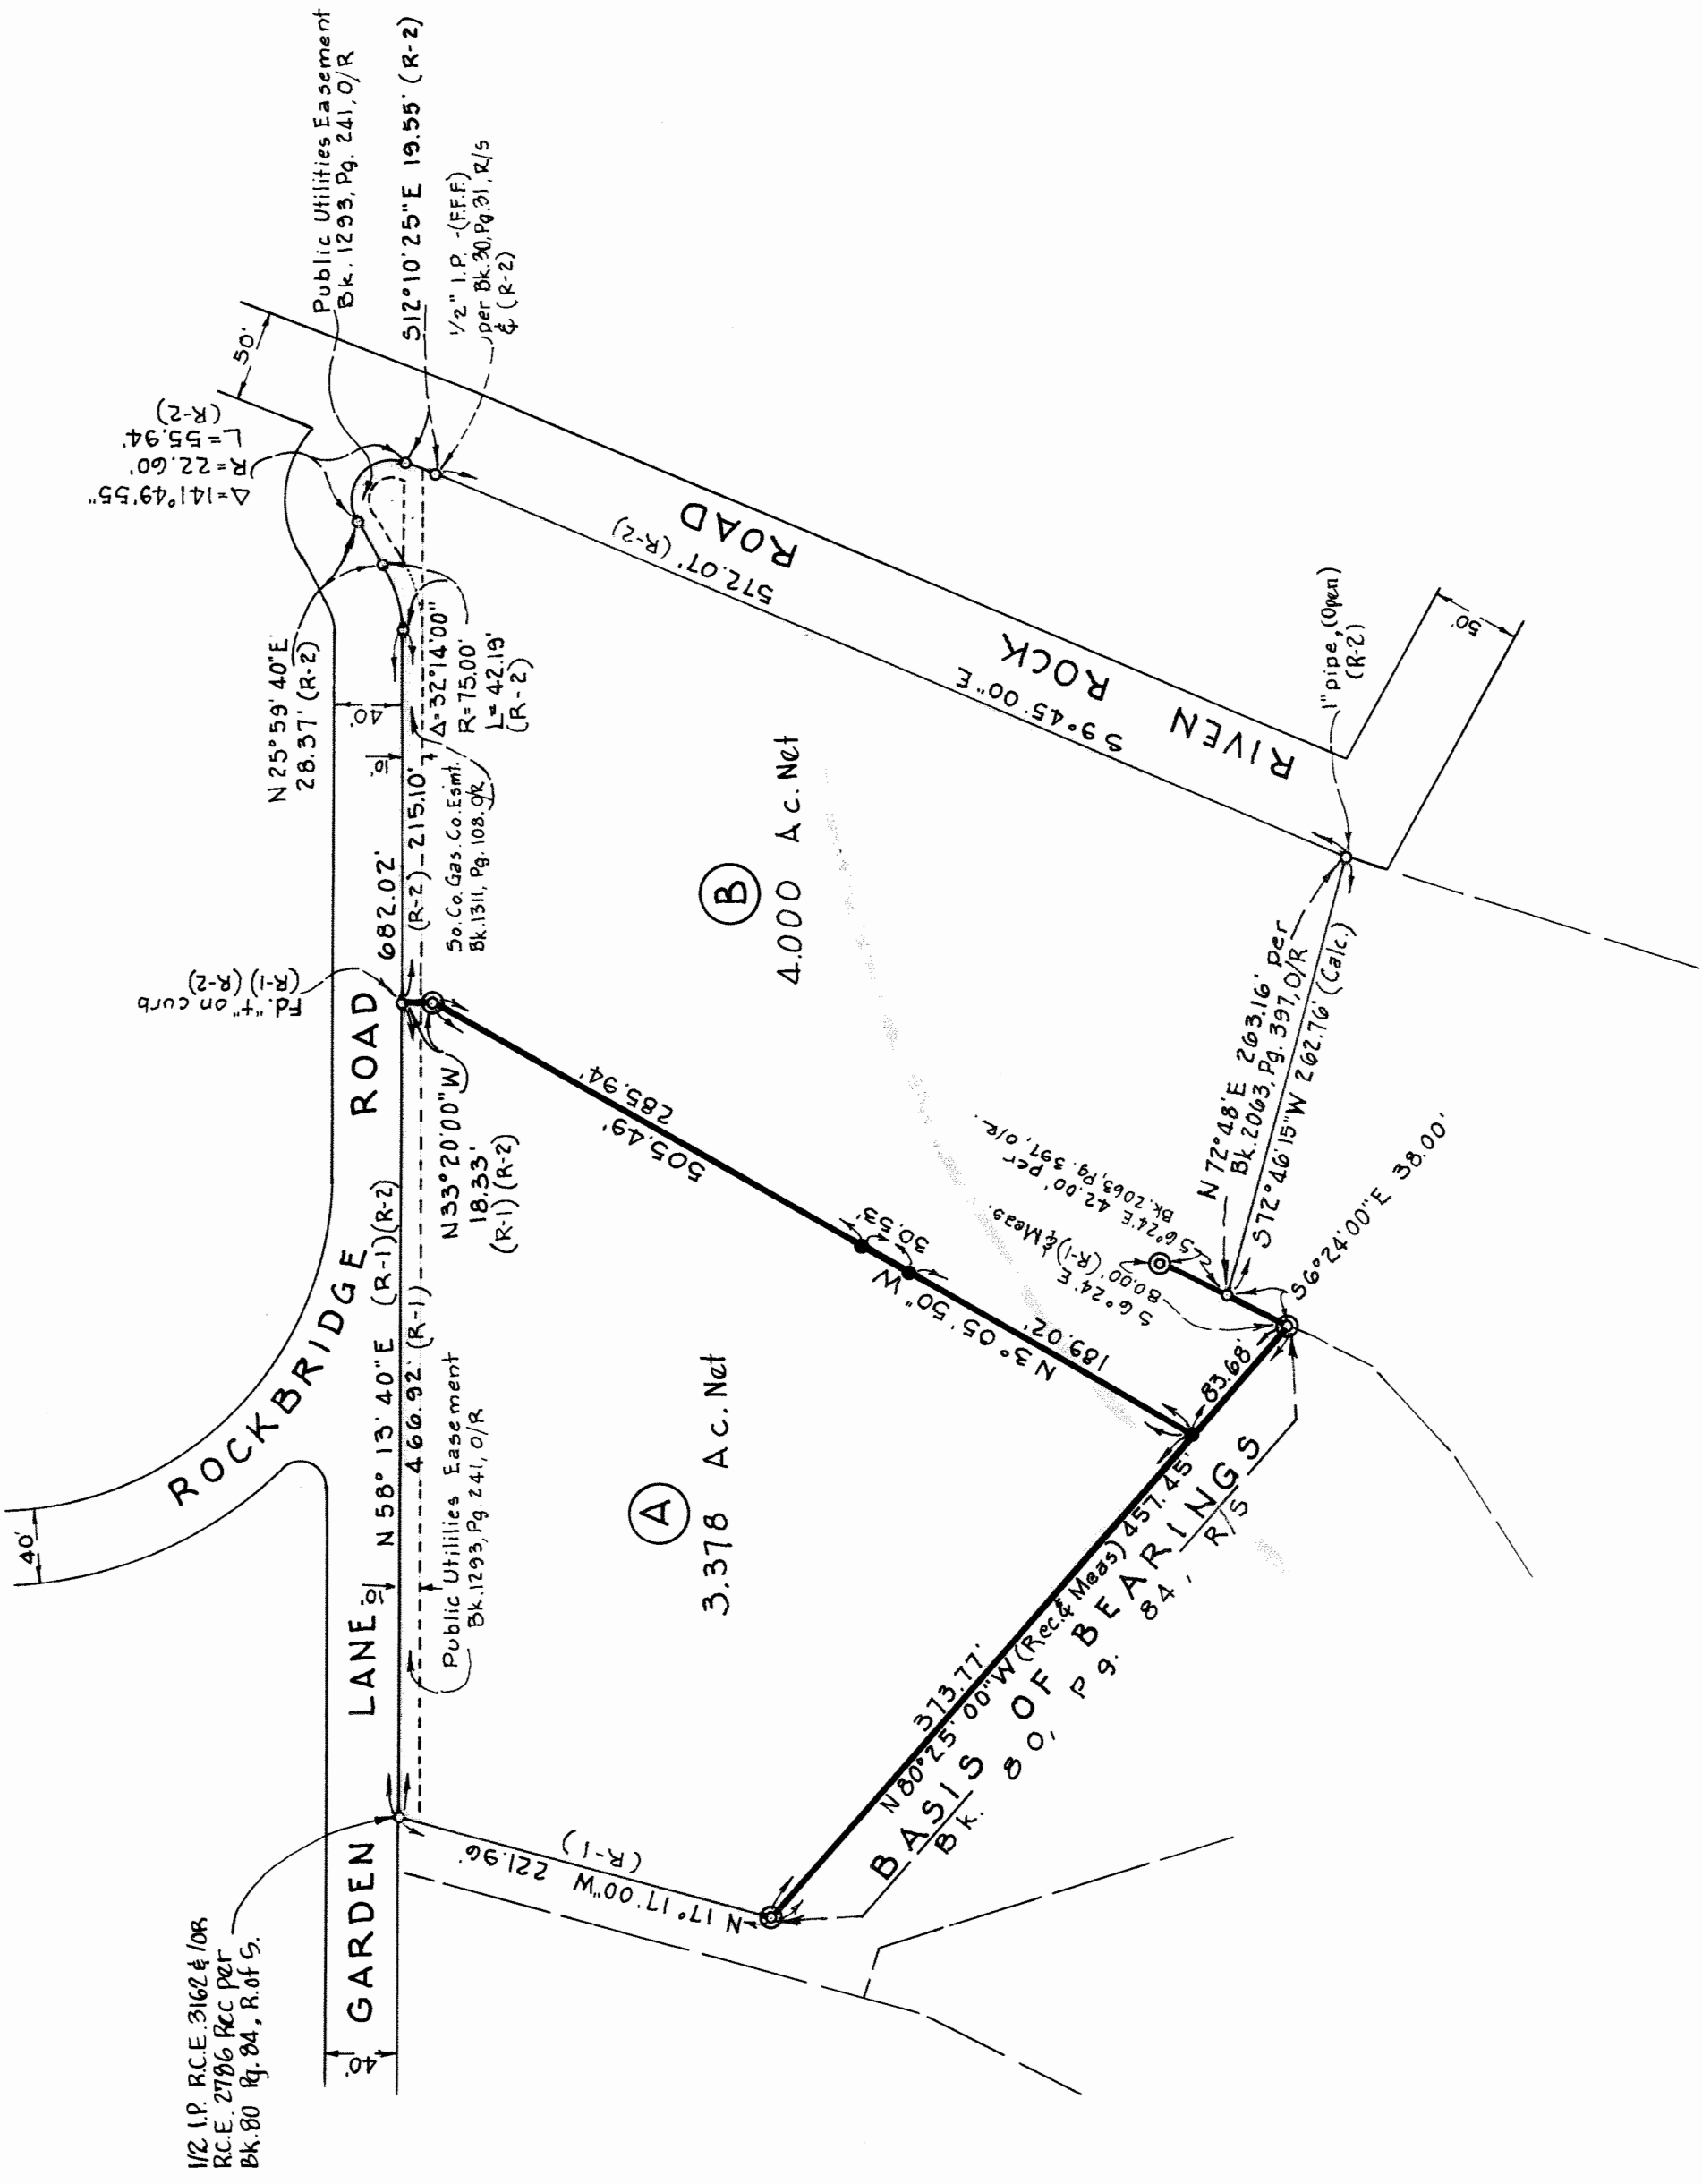 1/2 I.P. R.C.E. 3162 & /OR
R.C.E. 2786 Rec per
Bk. 80 Pg. 84, R. of S.
GARDEN LANE
40'
40'
ROCKBRIDGE ROAD
10'
N 58° 13' 40" E (R-1)(R-2) 682.02'
466.92' (R-1)
(R-2) 215.10'
Public Utilities Easement
Bk. 1293, Pg. 241, O/R
Fd. "+" on curb
(R-1) (R-2)
N 33° 20' 00" W
18.33'
(R-1) (R-2)
So. Co. Gas. Co. Esmt.
Bk. 1311, Pg. 108, O/R
10'
40'
N 25° 59' 40" E
28.37' (R-2)
Δ=32°14'00"
R=75.00'
L=42.19'
(R-2)
Δ=141°49'55"
R=22.60'
L=55.94'
(R-2)
50'
Public Utilities Easement
Bk. 1293, Pg. 241, O/R
S12°10'25"E 19.55' (R-2)
1/2" I.P. -(F.F.F.)
per Bk. 30, Pg. 31, R/S
& (R-2)
572.07' (R-2)
S 9° 45' 00" E
RIVEN ROCK ROAD
50'
1" pipe, (Open)
(R-2)
B
4.000 Ac. Net
A
3.378 Ac. Net
N 17° 17' 00" W 221.96'
(R-1)
505.49'
285.94'
30.53'
N 3° 05' 50" W
189.02'
S 6° 24' E
80.00' (R-1) & Meas.
S 6° 24' E 42.00' per
Bk. 2063, Pg. 397, O/R.
N 72° 48' E 263.16' per
Bk. 2063, Pg. 397, O/R
S72° 46' 15" W 262.76' (Calc.)
S 6° 24' 00" E 38.00'
83.68'
373.77'
N 80° 25' 00" W (Rec. & Meas) 457.45'
BASIS OF BEARINGS
Bk. 80, Pg. 84, R/S